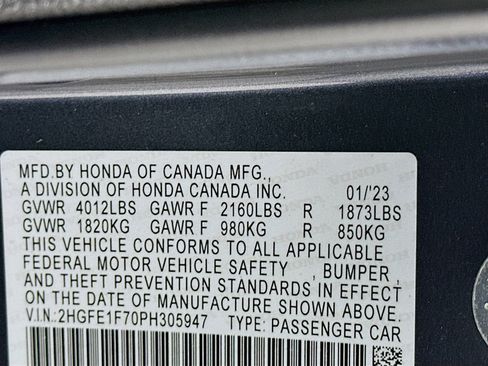 MFD.BY HONDA OF CANADA MFG.,
A DIVISION OF HONDA CANADA INC. 01/'23
GVWR 4012LBS GAWR F 2160LBS R 1873LBS
GVWR 1820KG GAWR F 980KG R 850KG
THIS VEHICLE CONFORMS TO ALL APPLICABLE
FEDERAL MOTOR VEHICLE SAFETY , BUMPER,
AND THEFT PREVENTION STANDARDS IN EFFECT
ON THE DATE OF MANUFACTURE SHOWN ABOVE.
V.I.N.: 2HGFE1F70PH305947 TYPE: PASSENGER CAR